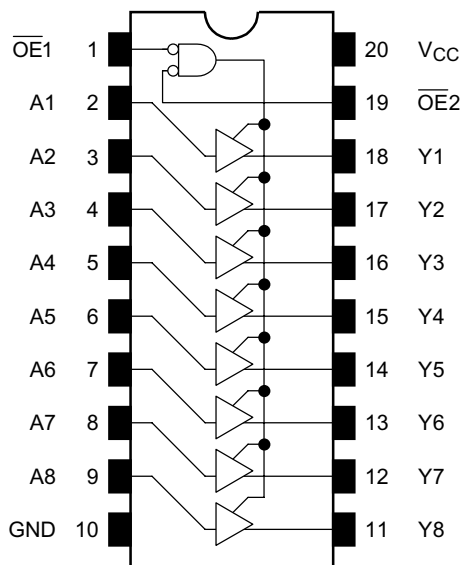 OE1 1 20 VCC
A1 2 19 OE2
A2 3 18 Y1
A3 4 17 Y2
A4 5 16 Y3
A5 6 15 Y4
A6 7 14 Y5
A7 8 13 Y6
A8 9 12 Y7
GND 10 11 Y8